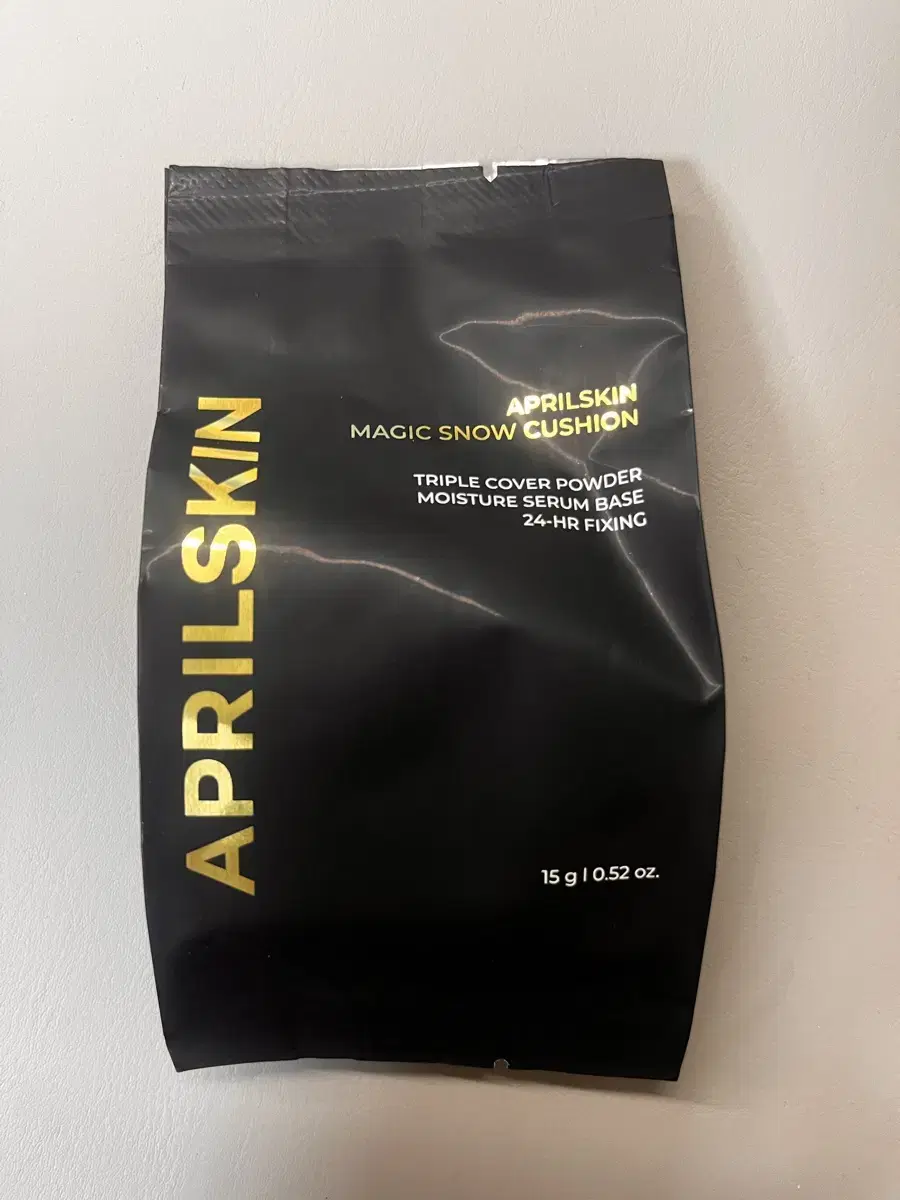 APRILSKIN
APRILSKIN
MAGIC SNOW CUSHION
TRIPLE COVER POWDER
MOISTURE SERUM BASE
24-HR FIXING
15 g l 0.52 oz.